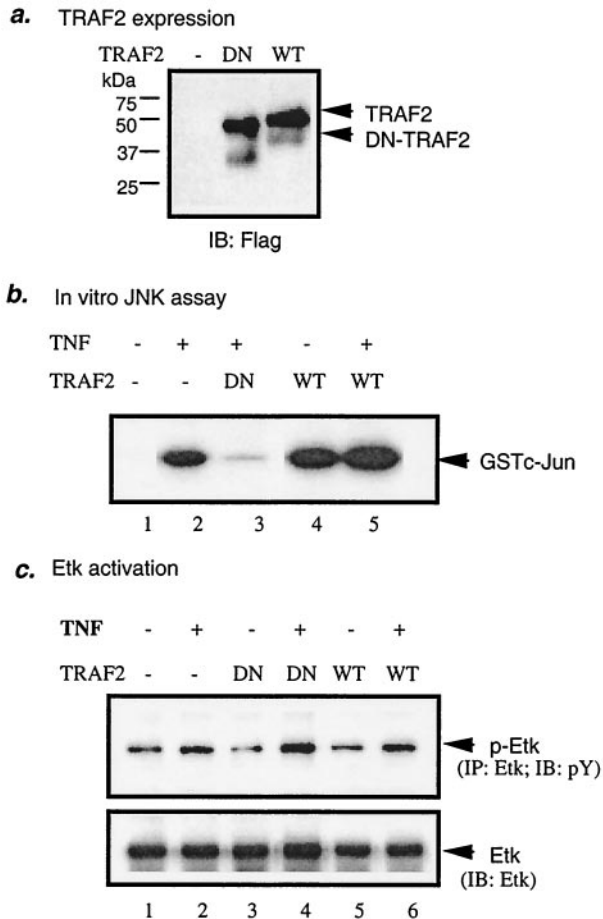 a. TRAF2 expression
TRAF2 - DN WT
kDa
75
50
37
25
TRAF2
DN-TRAF2
IB: Flag
b. In vitro JNK assay
TNF - + + - +
TRAF2 - - DN WT WT
GSTc-Jun
1 2 3 4 5
c. Etk activation
TNF - + - + - +
TRAF2 - - DN DN WT WT
p-Etk
(IP: Etk; IB: pY)
Etk
(IB: Etk)
1 2 3 4 5 6